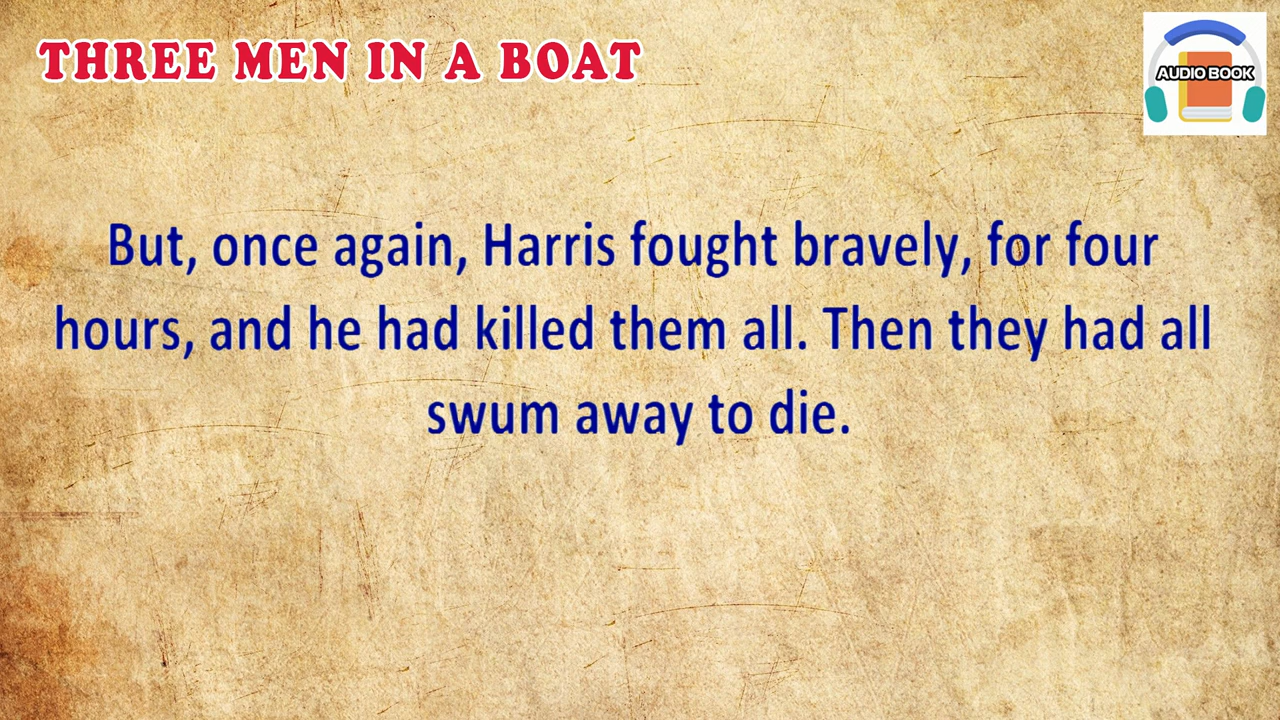 THREE MEN IN A BOAT
AUDIO BOOK
But, once again, Harris fought bravely, for four
hours, and he had killed them all. Then they had all
swum away to die.